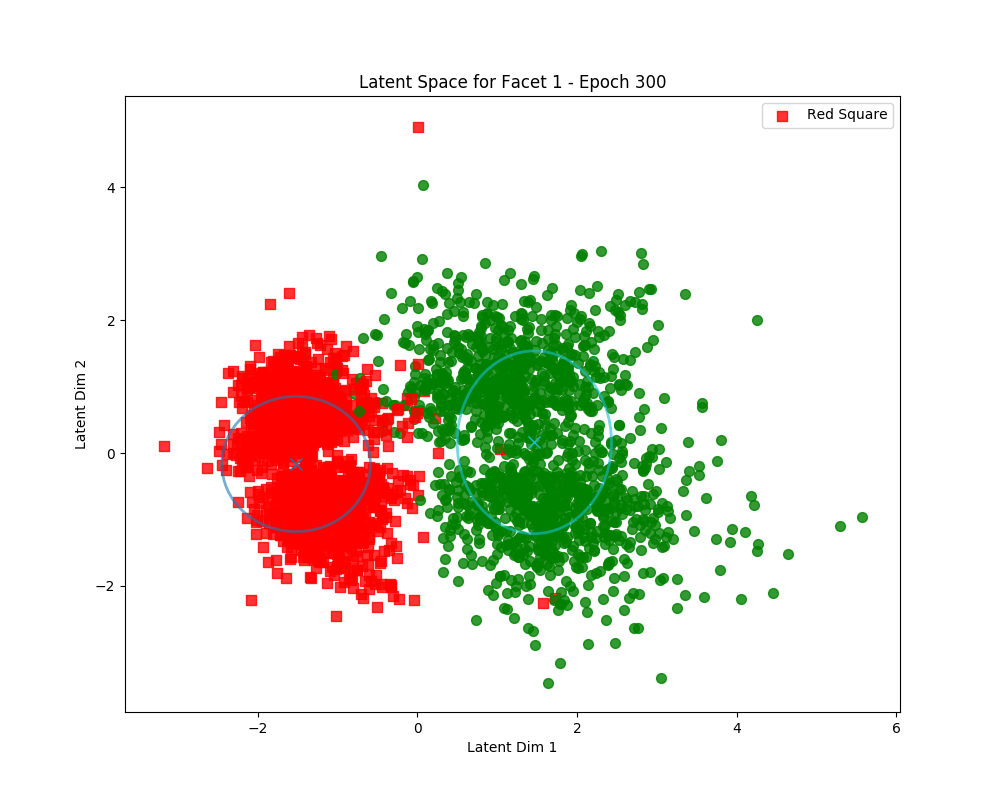 Latent Space for Facet 1 - Epoch 300
Red Square
Latent Dim 2
4
2
0
−2
−2
0
2
4
6
Latent Dim 1